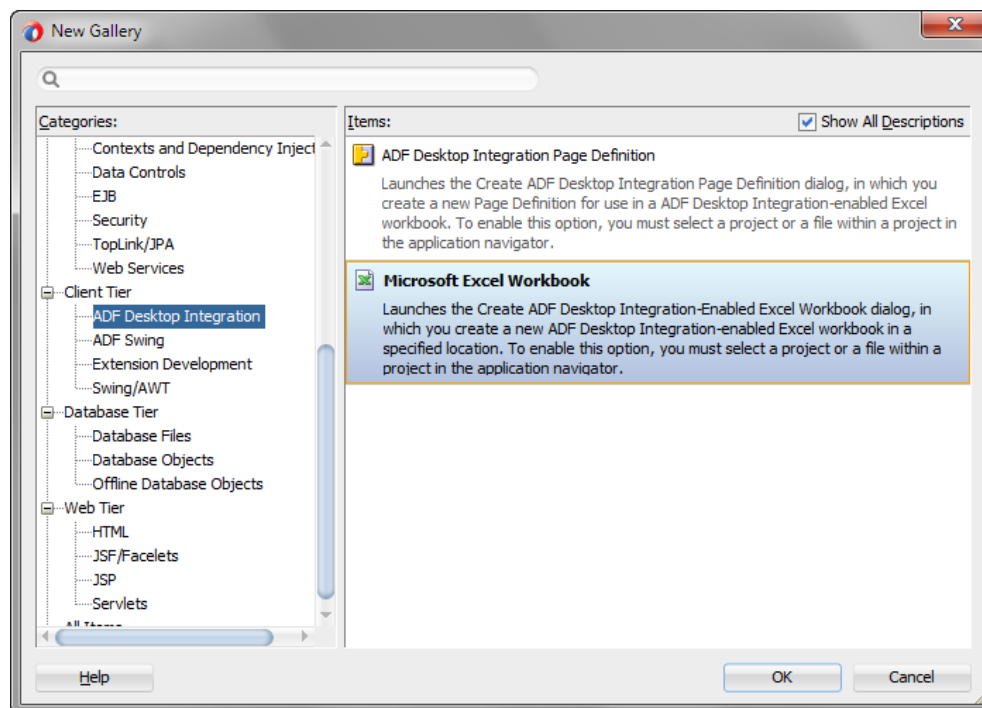 New Gallery
Categories:
Contexts and Dependency Inject
Data Controls
EJB
Security
TopLink/JPA
Web Services
Client Tier
ADF Desktop Integration
ADF Swing
Extension Development
Swing/AWT
Database Tier
Database Files
Database Objects
Offline Database Objects
Web Tier
HTML
JSF/Facelets
JSP
Servlets
All Items
Items:
Show All Descriptions
ADF Desktop Integration Page Definition
Launches the Create ADF Desktop Integration Page Definition dialog, in which you
create a new Page Definition for use in a ADF Desktop Integration-enabled Excel
workbook. To enable this option, you must select a project or a file within a project in
the application navigator.
Microsoft Excel Workbook
Launches the Create ADF Desktop Integration-Enabled Excel Workbook dialog, in
which you create a new ADF Desktop Integration-enabled Excel workbook in a
specified location. To enable this option, you must select a project or a file within a
project in the application navigator.
Help
OK
Cancel